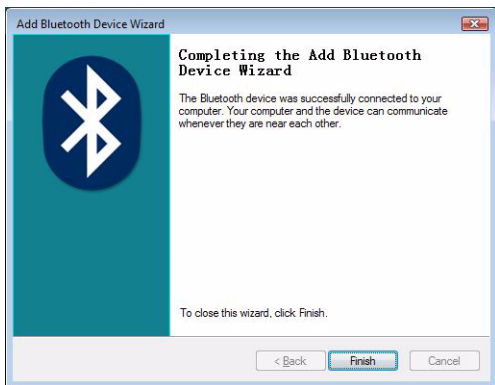 Add Bluetooth Device Wizard
Completing the Add Bluetooth
Device Wizard
The Bluetooth device was successfully connected to your
computer. Your computer and the device can communicate
whenever they are near each other.
To close this wizard, click Finish.
< Back
Finish
Cancel